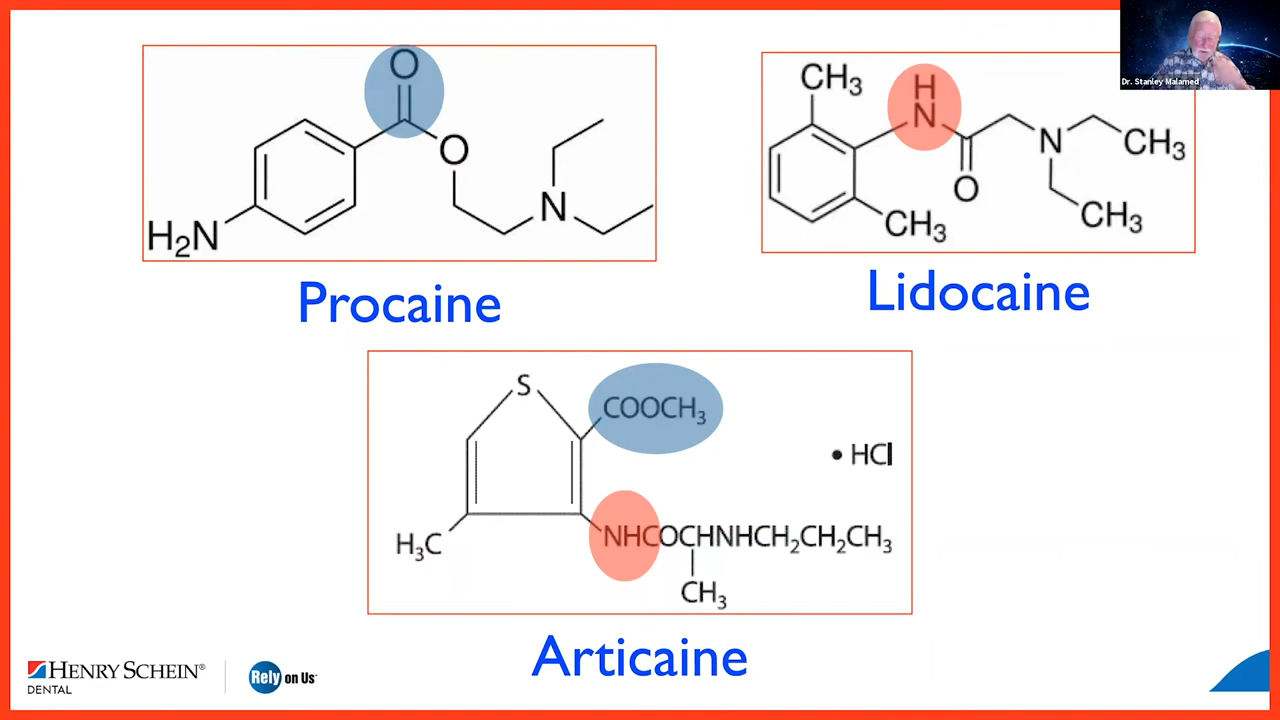 Dr. Stanley Malamed
O
O
N
H₂N
Procaine
CH₃
H
N
O
N
CH₃
CH₃
CH₃
Lidocaine
S
COOCH₃
• HCl
H₃C
NHCOCHNHCH₂CH₂CH₃
CH₃
Articaine
HENRY SCHEIN®
DENTAL
Rely on Us™